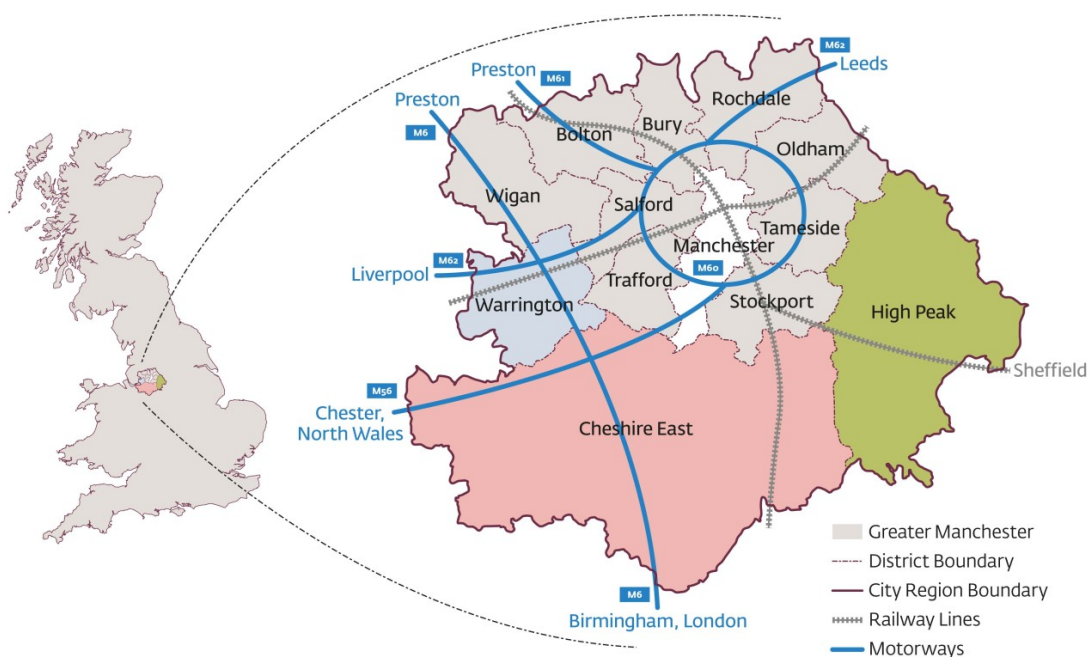 M62
Leeds
Preston
M61
Preston
M6
Rochdale
Bury
Bolton
Oldham
Wigan
Salford
Tameside
Manchester
M62
Liverpool
M60
Trafford
Warrington
Stockport
High Peak
Sheffield
M56
Chester,
North Wales
Cheshire East
M6
Birmingham, London
Greater Manchester
District Boundary
City Region Boundary
Railway Lines
Motorways